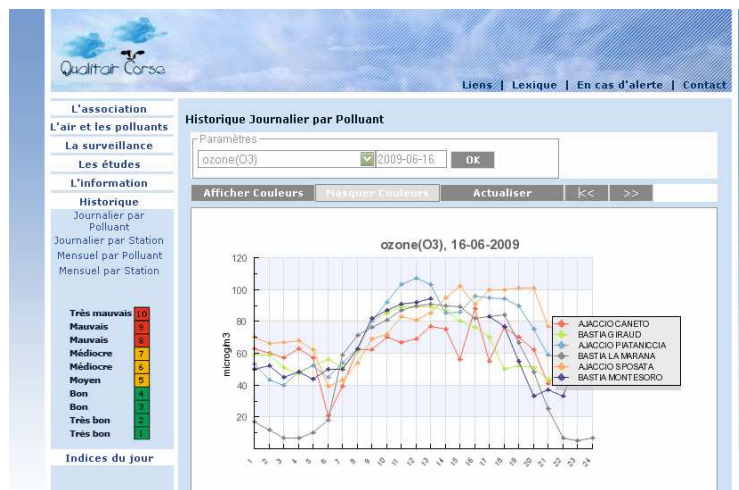 Qualitair Corse
Liens | Lexique | En cas d'alerte | Contact
L'association
L'air et les polluants
La surveillance
Les études
L'information
Historique
Journalier par
Polluant
Journalier par Station
Mensuel par Polluant
Mensuel par Station
Très mauvais 10
Mauvais 9
Mauvais 8
Médiocre 7
Médiocre 6
Moyen 5
Bon 4
Bon 3
Très bon 2
Très bon 1
Indices du jour
Historique Journalier par Polluant
Paramètres
ozone(O3) 2009-06-16 OK
Afficher Couleurs Masquer Couleurs Actualiser |<< >>
ozone(O3), 16-06-2009
microg/m3
120
100
80
60
40
20
1 2 3 4 5 6 7 8 9 10 11 12 13 14 15 16 17 18 19 20 21 22 23 24
AJACCIO CANETO
BASTIA GIRAUD
AJACCIO PIATANICCIA
BASTIA LA MARANA
AJACCIO SPOSATA
BASTIA MONTESORO